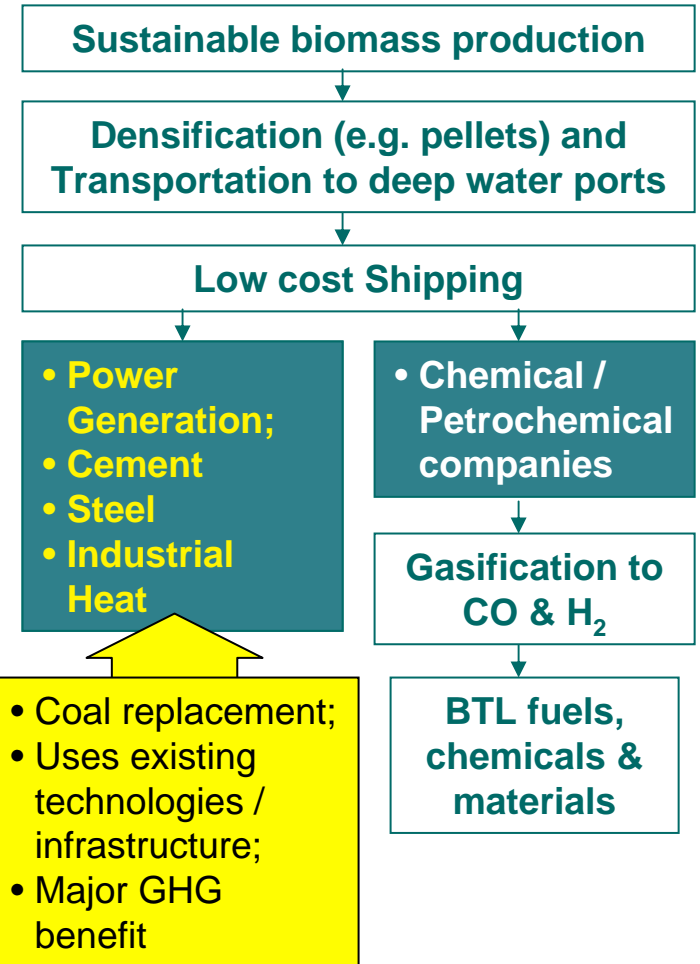 Sustainable biomass production
Densification (e.g. pellets) and
Transportation to deep water ports
Low cost Shipping
• Power
Generation;
• Cement
• Steel
• Industrial
Heat
• Chemical /
Petrochemical
companies
Gasification to
CO & H₂
BTL fuels,
chemicals &
materials
• Coal replacement;
• Uses existing
technologies /
infrastructure;
• Major GHG
benefit